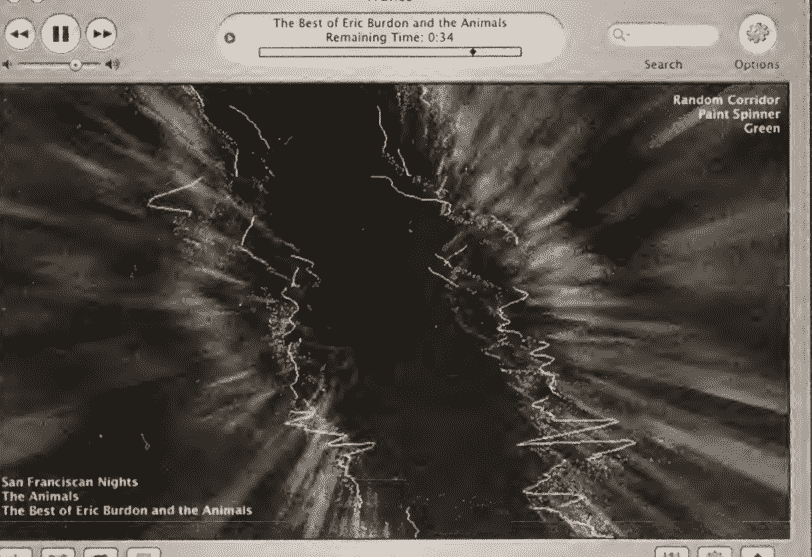 The Best of Eric Burdon and the Animals
Remaining Time: 0:34
Search
Options
Random Corridor
Paint Spinner
Green
San Franciscan Nights
The Animals
The Best of Eric Burdon and the Animals